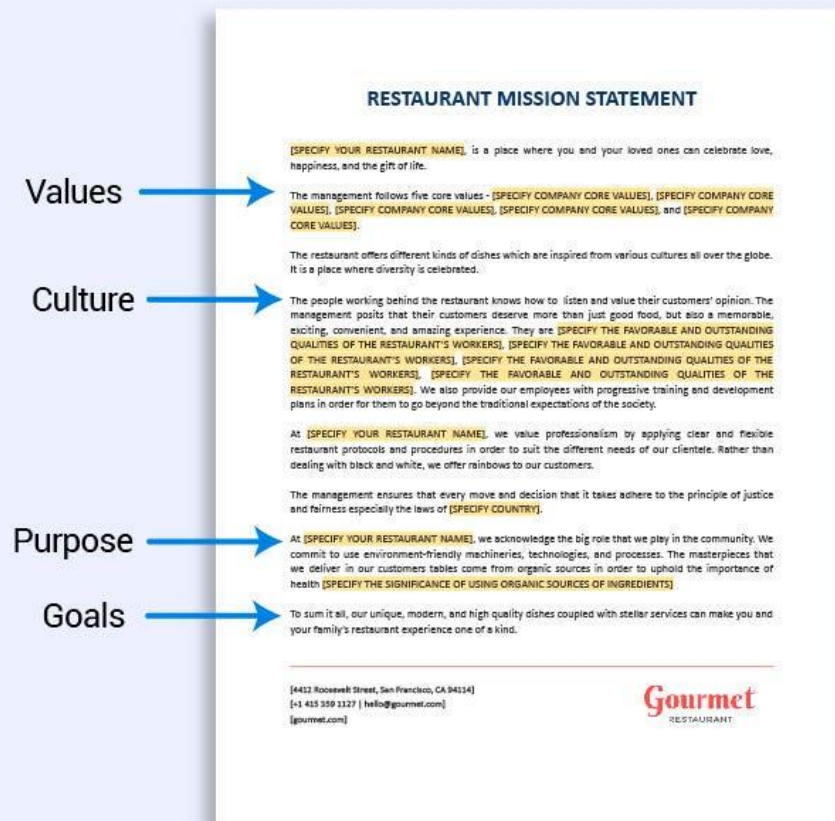 RESTAURANT MISSION STATEMENT
[SPECIFY YOUR RESTAURANT NAME], is a place where you and your loved ones can celebrate love,
happiness, and the gift of life.
Values
The management follows five core values - [SPECIFY COMPANY CORE VALUES], [SPECIFY COMPANY CORE
VALUES], [SPECIFY COMPANY CORE VALUES], [SPECIFY COMPANY CORE VALUES], and [SPECIFY COMPANY
CORE VALUES].
The restaurant offers different kinds of dishes which are inspired from various cultures all over the globe.
It is a place where diversity is celebrated.
Culture
The people working behind the restaurant knows how to listen and value their customers' opinion. The
management posits that their customers deserve more than just good food, but also a memorable,
exciting, convenient, and amazing experience. They are [SPECIFY THE FAVORABLE AND OUTSTANDING
QUALITIES OF THE RESTAURANT'S WORKERS], [SPECIFY THE FAVORABLE AND OUTSTANDING QUALITIES
OF THE RESTAURANT'S WORKERS], [SPECIFY THE FAVORABLE AND OUTSTANDING QUALITIES OF THE
RESTAURANT'S WORKERS], [SPECIFY THE FAVORABLE AND OUTSTANDING QUALITIES OF THE
RESTAURANT'S WORKERS]. We also provide our employees with progressive training and development
plans in order for them to go beyond the traditional expectations of the society.
At [SPECIFY YOUR RESTAURANT NAME], we value professionalism by applying clear and flexible
restaurant protocols and procedures in order to suit the different needs of our clientele. Rather than
dealing with black and white, we offer rainbows to our customers.
The management ensures that every move and decision that it takes adhere to the principle of justice
and fairness especially the laws of [SPECIFY COUNTRY].
Purpose
At [SPECIFY YOUR RESTAURANT NAME], we acknowledge the big role that we play in the community. We
commit to use environment-friendly machineries, technologies, and processes. The masterpieces that
we deliver in our customers tables come from organic sources in order to uphold the importance of
health [SPECIFY THE SIGNIFICANCE OF USING ORGANIC SOURCES OF INGREDIENTS]
Goals
To sum it all, our unique, modern, and high quality dishes coupled with stellar services can make you and
your family's restaurant experience one of a kind.
[4412 Roosevelt Street, San Francisco, CA 94114]
[+1 415 359 1127 | hello@gourmet.com]
[gourmet.com]
Gourmet
RESTAURANT